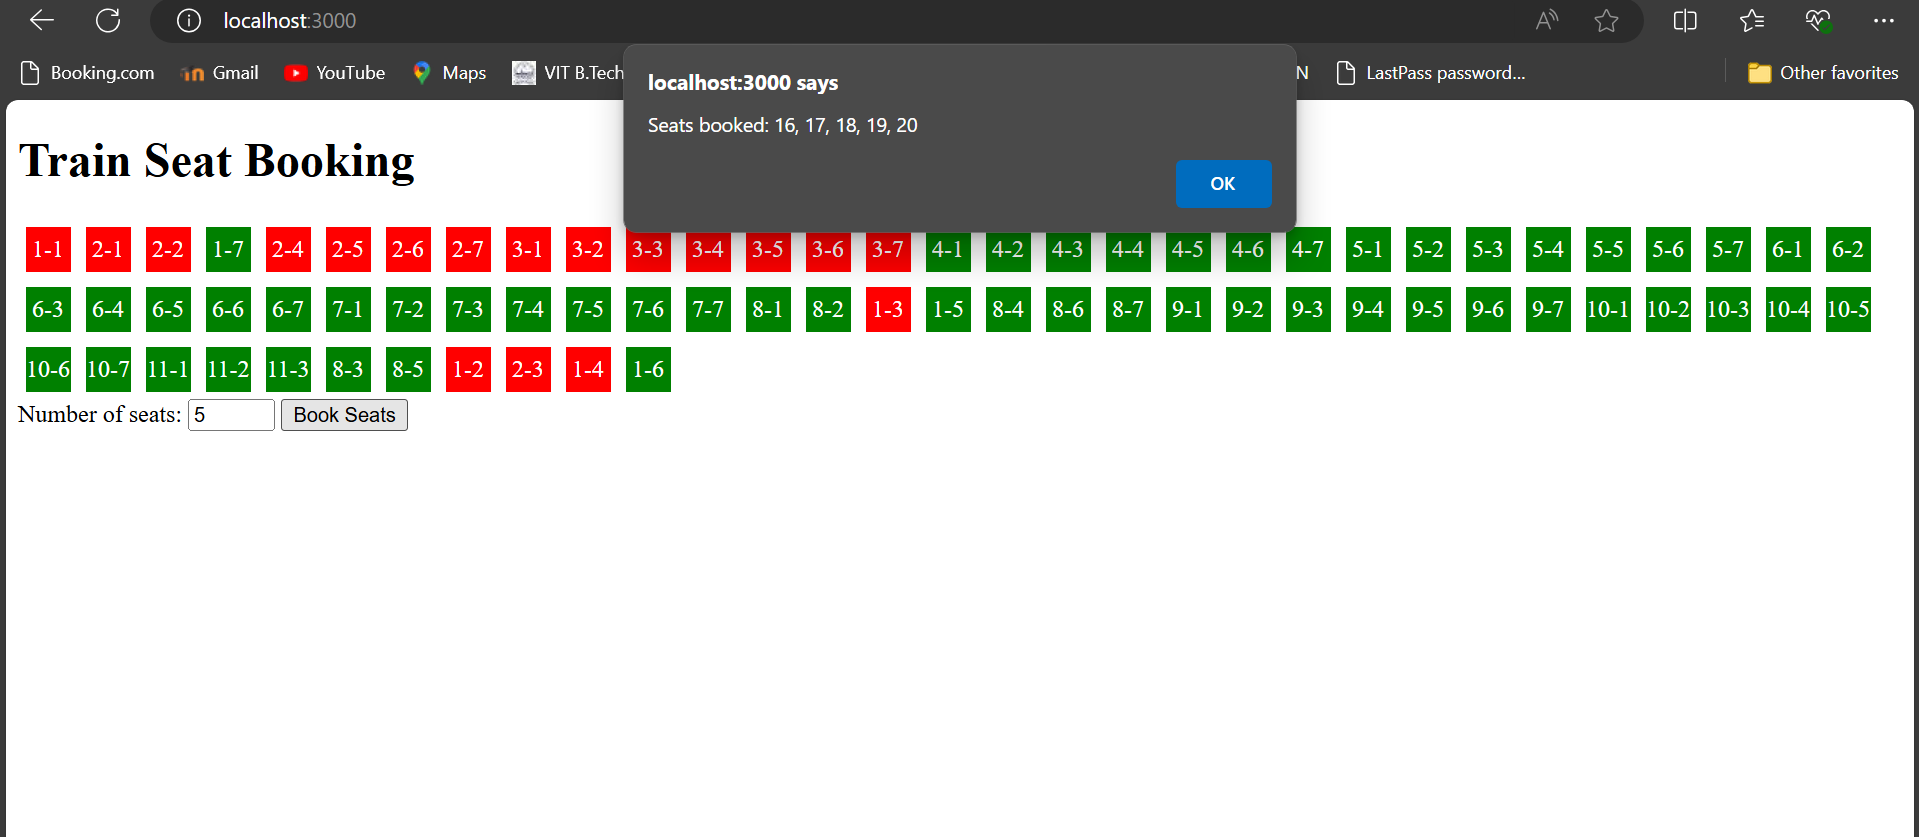 localhost:3000
Booking.com Gmail YouTube Maps VIT B.Tech N LastPass password... Other favorites
localhost:3000 says
Seats booked: 16, 17, 18, 19, 20
OK
Train Seat Booking
1-1 2-1 2-2 1-7 2-4 2-5 2-6 2-7 3-1 3-2 3-3 3-4 3-5 3-6 3-7 4-1 4-2 4-3 4-4 4-5 4-6 4-7 5-1 5-2 5-3 5-4 5-5 5-6 5-7 6-1 6-2
6-3 6-4 6-5 6-6 6-7 7-1 7-2 7-3 7-4 7-5 7-6 7-7 8-1 8-2 1-3 1-5 8-4 8-6 8-7 9-1 9-2 9-3 9-4 9-5 9-6 9-7 10-1 10-2 10-3 10-4 10-5
10-6 10-7 11-1 11-2 11-3 8-3 8-5 1-2 2-3 1-4 1-6
Number of seats: 5 Book Seats